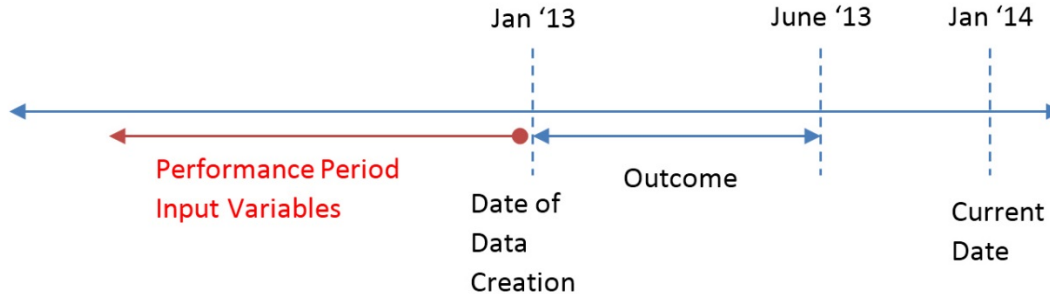 Jan ‘13
June ‘13
Jan ‘14
Performance Period
Input Variables
Outcome
Date of
Data
Creation
Current
Date